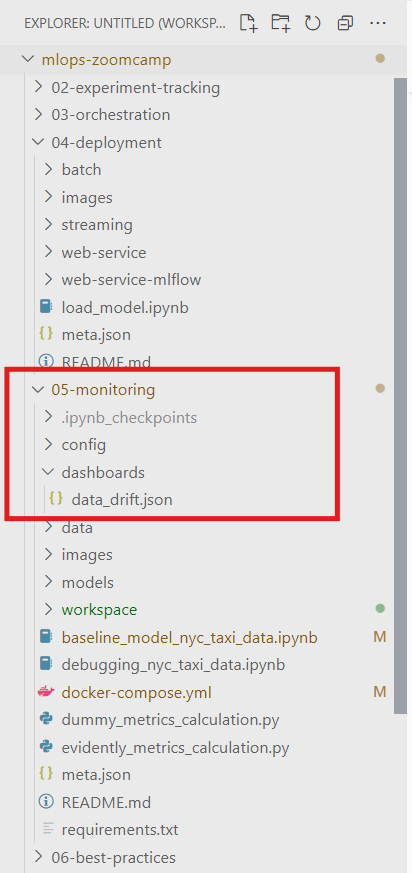 EXPLORER: UNTITLED (WORKSP...
mlops-zoomcamp
02-experiment-tracking
03-orchestration
04-deployment
batch
images
streaming
web-service
web-service-mlflow
load_model.ipynb
{} meta.json
README.md
05-monitoring
.ipynb_checkpoints
config
dashboards
{} data_drift.json
data
images
models
workspace
baseline_model_nyc_taxi_data.ipynb M
debugging_nyc_taxi_data.ipynb
docker-compose.yml M
dummy_metrics_calculation.py
evidently_metrics_calculation.py
{} meta.json
README.md
requirements.txt
06-best-practices